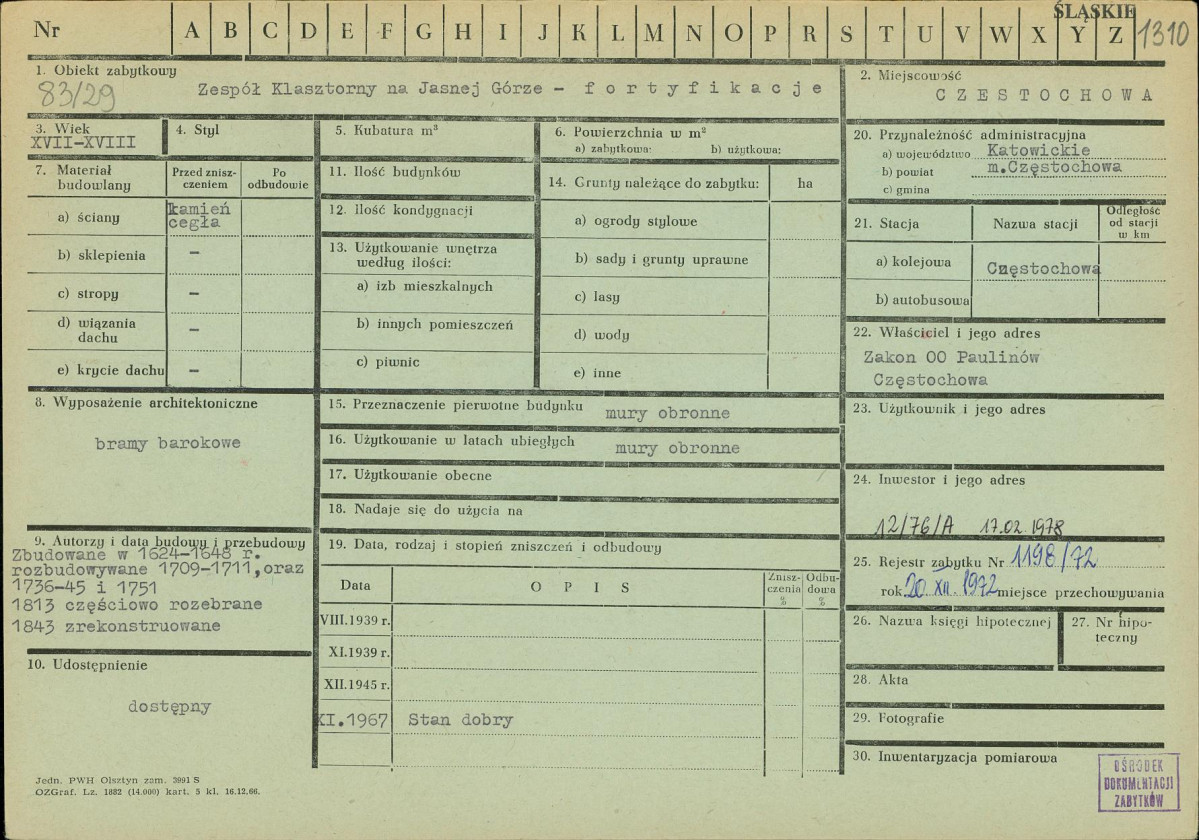 ŚLĄSKIE
Nr A B C D E F G H I J K L M N O P R S T U V W X Y Z 1310
1. Obiekt zabytkowy
83/29
Zespół Klasztorny na Jasnej Górze - fortyfikacje
2. Miejscowość
CZESTOCHOWA
3. Wiek
XVII-XVIII
4. Styl
5. Kubatura m³
6. Powierzchnia w m²
a) zabytkowa: b) użytkowa:
20. Przynależność administracyjna
a) województwo Katowickie
b) powiat m.Częstochowa
c) gmina
7. Materiał budowlany
Przed znisz-
czeniem
Po
odbudowie
a) ściany kamień
cegła
b) sklepienia -
c) stropy -
d) wiązania
dachu -
e) krycie dachu -
11. Ilość budynków
12. Ilość kondygnacji
13. Użytkowanie wnętrza
według ilości:
a) izb mieszkalnych
b) innych pomieszczeń
c) piwnic
14. Grunty należące do zabytku: ha
a) ogrody stylowe
b) sady i grunty uprawne
c) lasy
d) wody
e) inne
21. Stacja Nazwa stacji
Odległość
od stacji
w km
a) kolejowa Częstochowa
b) autobusowa
22. Właściciel i jego adres
Zakon OO Paulinów
Częstochowa
8. Wyposażenie architektoniczne
bramy barokowe
15. Przeznaczenie pierwotne budynku mury obronne
16. Użytkowanie w latach ubiegłych mury obronne
17. Użytkowanie obecne
18. Nadaje się do użycia na
23. Użytkownik i jego adres
24. Inwestor i jego adres
12/76/A 17.02 1978
9. Autorzy i data budowy i przebudowy
Zbudowane w 1624-1648 r.
rozbudowywane 1709-1711,oraz
1736-45 i 1751
1813 częściowo rozebrane
1843 zrekonstruowane
10. Udostępnienie
dostępny
19. Data, rodzaj i stopień zniszczeń i odbudowy
Data OPIS
Znisz-
czenia
%
Odbu-
dowa
%
VIII.1939 r.
XI.1939 r.
XII.1945 r.
XI.1967 Stan dobry
25. Rejestr zabytku Nr 1198/72
rok 20 XII. 1972 miejsce przechowywania
26. Nazwa księgi hipotecznej
27. Nr hipo-
teczny
28. Akta
29. Fotografie
30. Inwentaryzacja pomiarowa
OŚRODEK
DOKUMENTACJI
ZABYTKÓW
Jedn. PWH Olsztyn zam. 3991 S
OZGraf. Lz. 1882 (14.000) kart. 5 kl. 16.12.66.